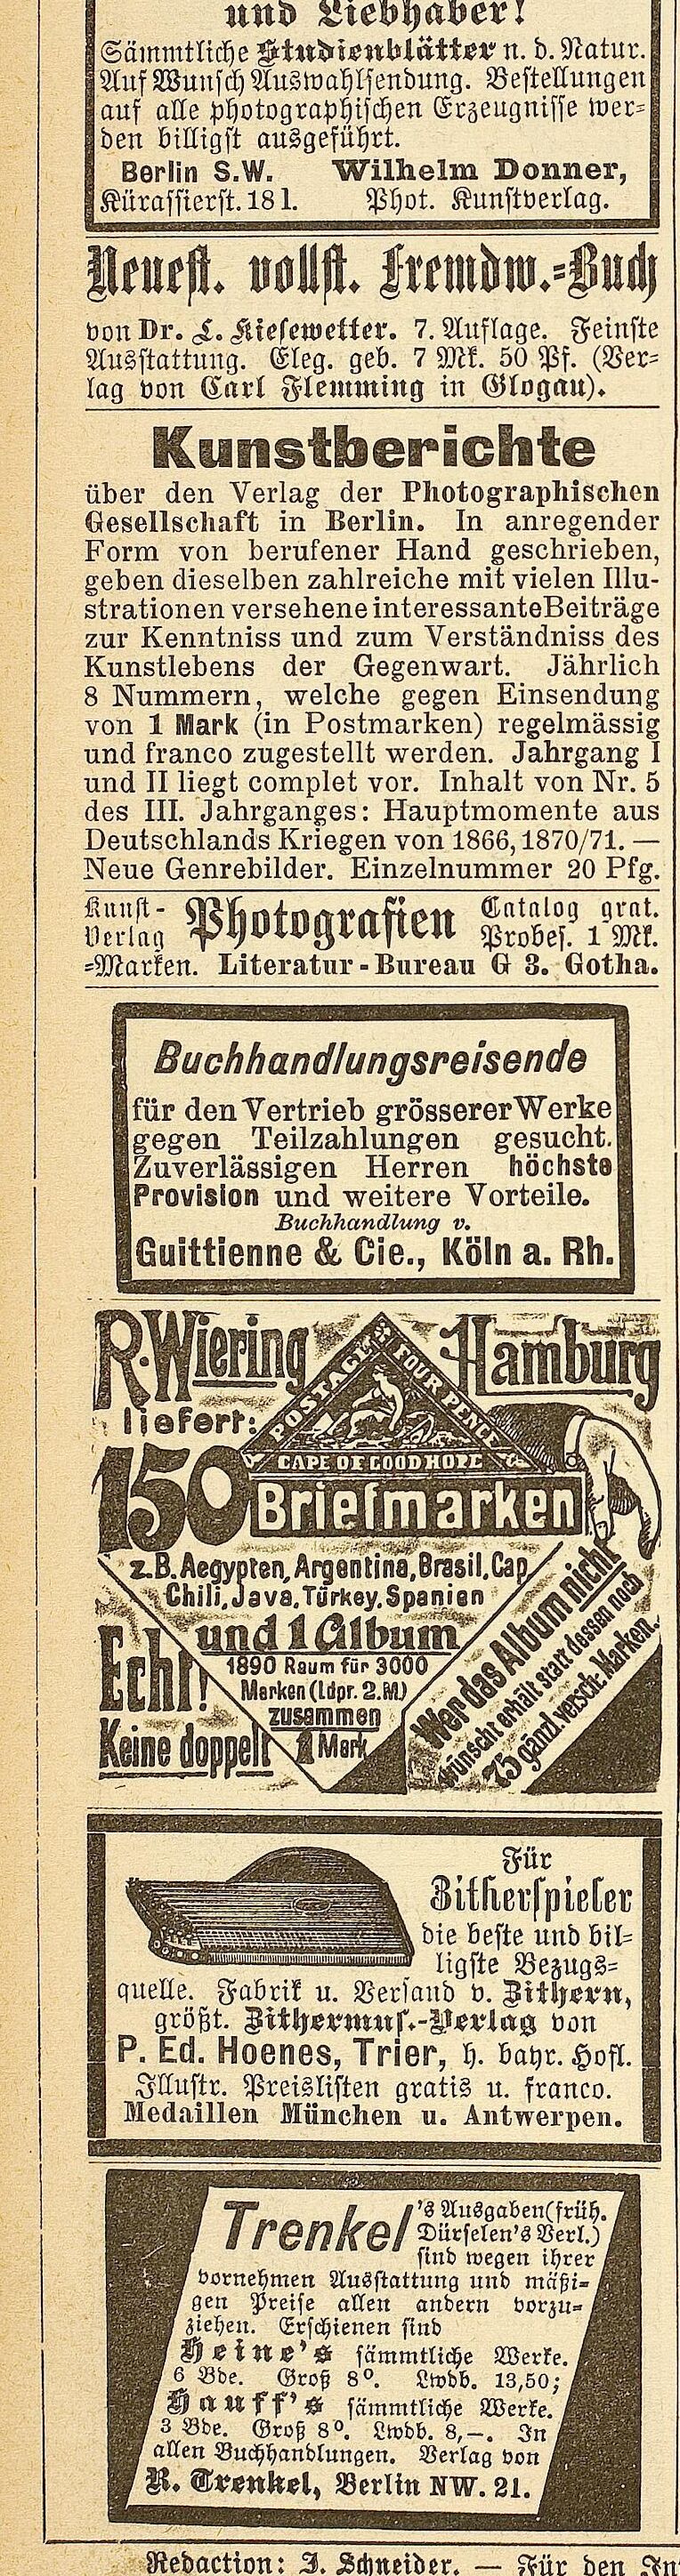 und Liebhaber!
Sämmtliche Studienblätter n. d. Natur.
Auf Wunsch Auswahlsendung. Bestellungen
auf alle photographischen Erzeugnisse wer-
den billigst ausgeführt.
Berlin S.W. Wilhelm Donner,
Kürassierst. 18 I. Phot. Kunstverlag.
Neuest. vollst. Fremdw.-Buch
von Dr. L. Kiesewetter. 7. Auflage. Feinste
Ausstattung. Eleg. geb. 7 Mk. 50 Pf. (Ver-
lag von Carl Flemming in Glogau).
Kunstberichte
über den Verlag der Photographischen
Gesellschaft in Berlin. In anregender
Form von berufener Hand geschrieben,
geben dieselben zahlreiche mit vielen Illu-
strationen versehene interessante Beiträge
zur Kenntniss und zum Verständniss des
Kunstlebens der Gegenwart. Jährlich
8 Nummern, welche gegen Einsendung
von 1 Mark (in Postmarken) regelmässig
und franco zugestellt werden. Jahrgang I
und II liegt complet vor. Inhalt von Nr. 5
des III. Jahrganges: Hauptmomente aus
Deutschlands Kriegen von 1866, 1870/71. —
Neue Genrebilder. Einzelnummer 20 Pfg.
Kunst-
Verlag Photografien Catalog grat.
Probes. 1 Mk.
-Marken. Literatur-Bureau G 3. Gotha.
Buchhandlungsreisende
für den Vertrieb grösserer Werke
gegen Teilzahlungen gesucht.
Zuverlässigen Herren höchste
Provision und weitere Vorteile.
Buchhandlung v.
Guittienne & Cie., Köln a. Rh.
R. Wiering Hamburg
liefert:
POSTAGE FOUR PENCE
CAPE OF GOOD HOPE
150 Briefmarken
z.B. Aegypten, Argentina, Brasil, Cap,
Chili, Java, Türkey, Spanien
und 1 Album
1890 Raum für 3000
Marken (Ldpr. 2. M)
zusammen
1 Mark
Echt!
Keine doppelt
Wer das Album nicht
wünscht erhält statt dessen noch
75 gänzl. versch. Marken.
Für
Zitherspieler
die beste und bil-
ligste Bezugs-
quelle. Fabrik u. Versand v. Zithern,
größt. Zithermus.-Verlag von
P. Ed. Hoenes, Trier, h. bayr. Hofl.
Illustr. Preislisten gratis u. franco.
Medaillen München u. Antwerpen.
Trenkel's Ausgaben (früh.
Dürselen's Verl.)
sind wegen ihrer
vornehmen Ausstattung und mäßi-
gen Preise allen andern vorzu-
ziehen. Erschienen sind
Heine's sämmtliche Werke.
6 Bde. Groß 8°. Lwdb. 13,50;
Hauff's sämmtliche Werke.
3 Bde. Groß 8°. Lwdb. 8,—. In
allen Buchhandlungen. Verlag von
R. Trenkel, Berlin NW. 21.
Redaction: J. Schneider. — Für den In